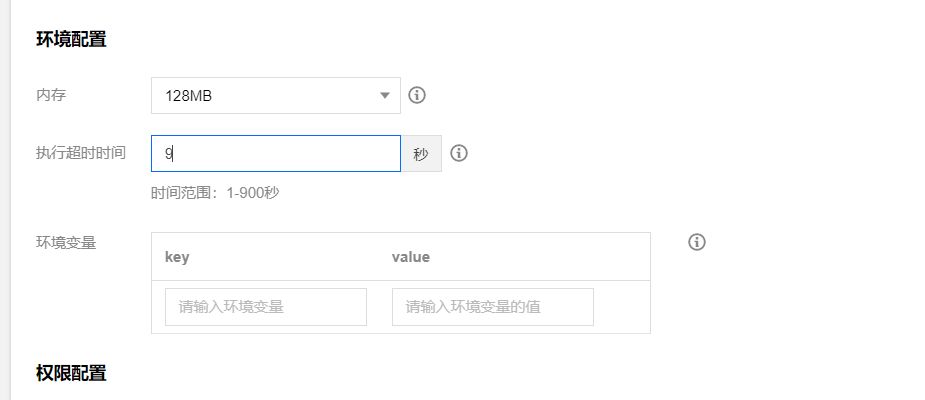 环境配置
内存 128MB
执行超时时间 9 秒
时间范围：1-900秒
环境变量
key value
请输入环境变量 请输入环境变量的值
权限配置